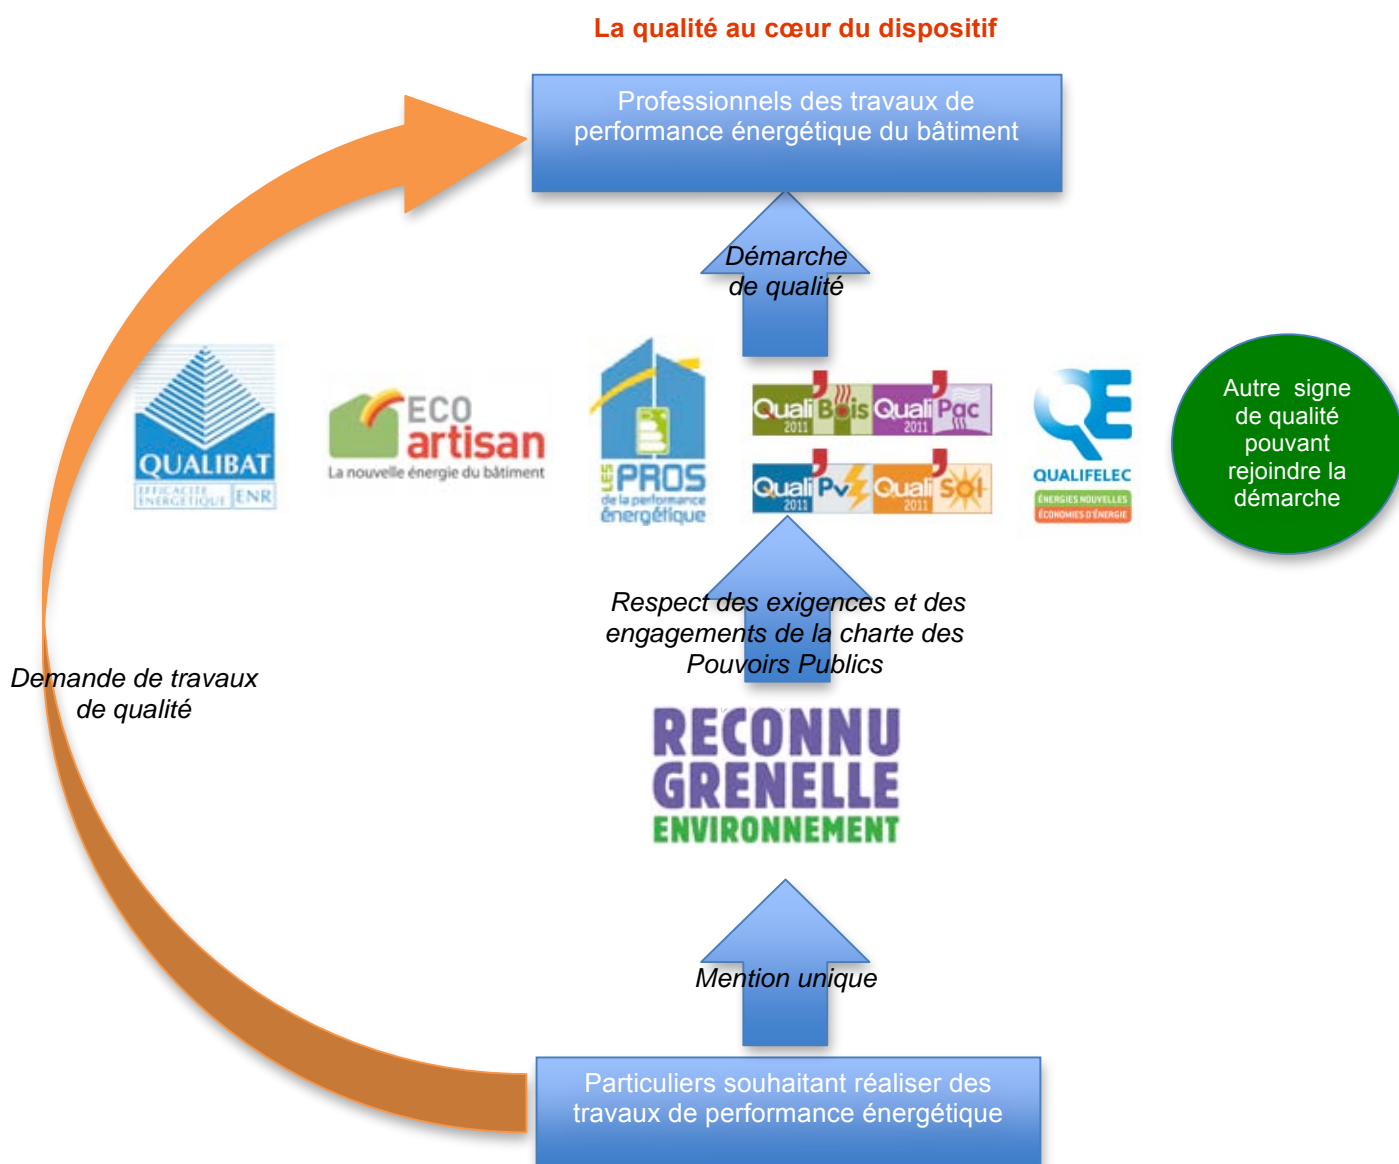 La qualité au cœur du dispositif
Professionnels des travaux de
performance énergétique du bâtiment
Démarche
de qualité
QUALIBAT
EFFICACITÉ
ÉNERGÉTIQUE
ENR
ECO
artisan
La nouvelle énergie du bâtiment
LES
PROS
de la performance
énergétique
Quali'Bois
2011
Quali'Pac
2011
Quali'Pv
2011
Quali'Sol
2011
QE
QUALIFELEC
ÉNERGIES NOUVELLES
ÉCONOMIES D'ÉNERGIE
Autre signe
de qualité
pouvant
rejoindre la
démarche
Respect des exigences et des
engagements de la charte des
Pouvoirs Publics
Demande de travaux
de qualité
RECONNU
GRENELLE
ENVIRONNEMENT
Mention unique
Particuliers souhaitant réaliser des
travaux de performance énergétique